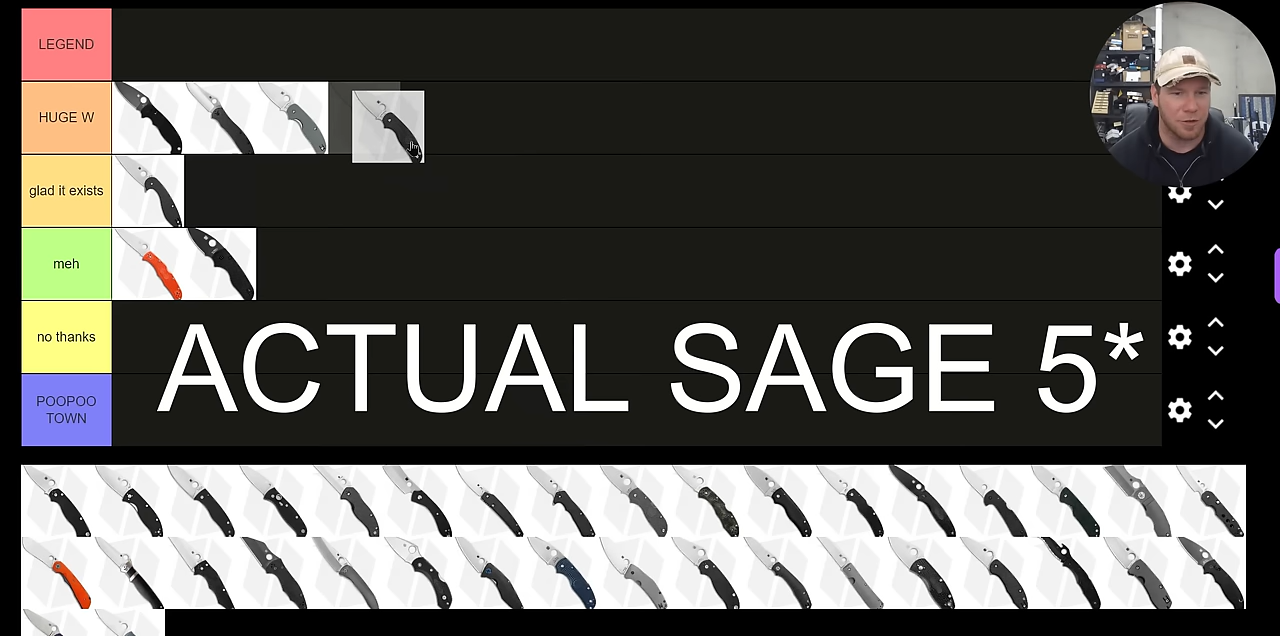 LEGEND
HUGE W
glad it exists
meh
no thanks
POOPOO
TOWN
ACTUAL SAGE 5*